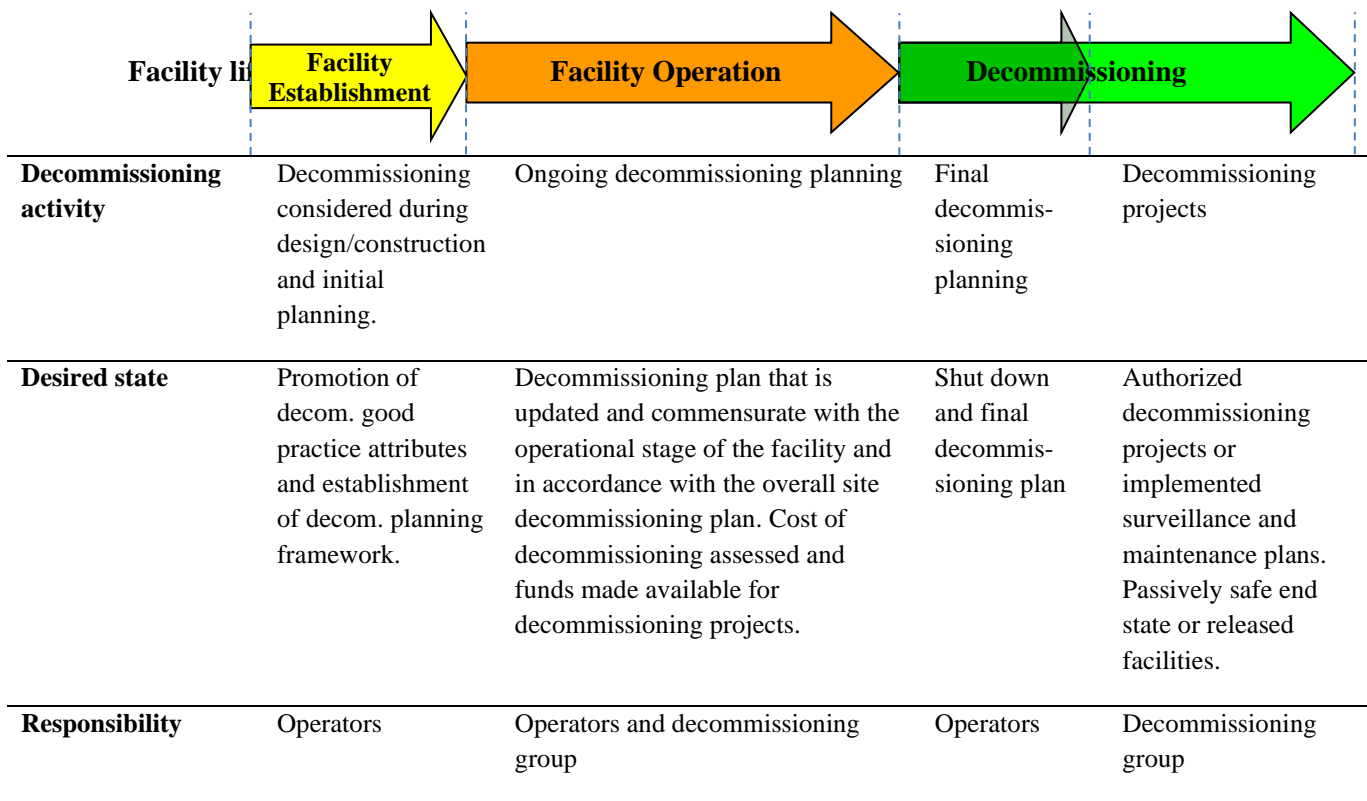 Facility li
Facility
Establishment
Facility Operation
Decommissioning
Decommissioning
activity
Decommissioning
considered during
design/construction
and initial
planning.
Ongoing decommissioning planning
Final
decommis-
sioning
planning
Decommissioning
projects
Desired state
Promotion of
decom. good
practice attributes
and establishment
of decom. planning
framework.
Decommissioning plan that is
updated and commensurate with the
operational stage of the facility and
in accordance with the overall site
decommissioning plan. Cost of
decommissioning assessed and
funds made available for
decommissioning projects.
Shut down
and final
decommis-
sioning plan
Authorized
decommissioning
projects or
implemented
surveillance and
maintenance plans.
Passively safe end
state or released
facilities.
Responsibility
Operators
Operators and decommissioning
group
Operators
Decommissioning
group